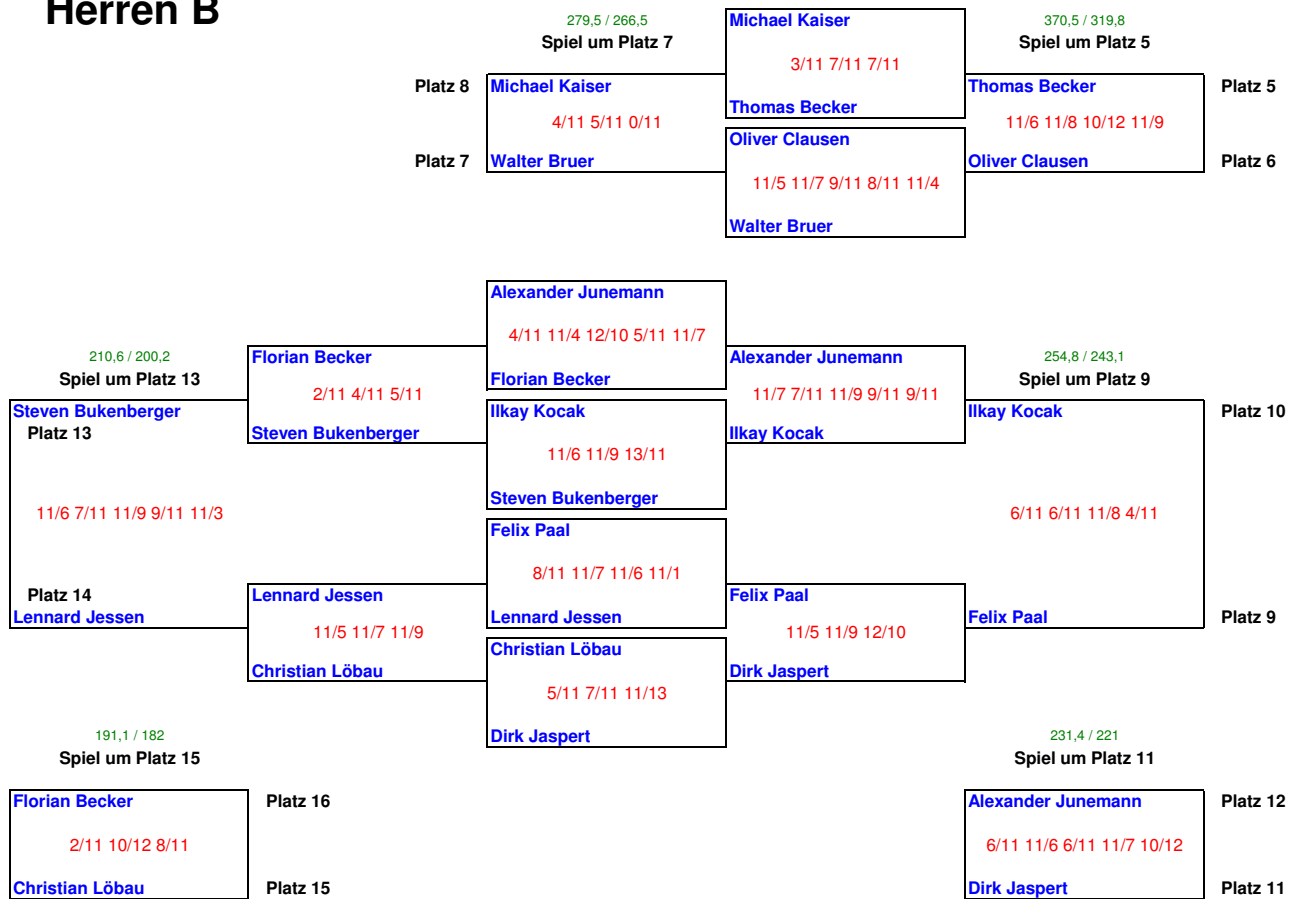 Herren B
279,5 / 266,5
Spiel um Platz 7
Michael Kaiser
370,5 / 319,8
Spiel um Platz 5
3/11 7/11 7/11
Platz 8
Michael Kaiser
Thomas Becker
Thomas Becker
Platz 5
4/11 5/11 0/11
11/6 11/8 10/12 11/9
Oliver Clausen
Platz 7
Walter Bruer
Oliver Clausen
Platz 6
11/5 11/7 9/11 8/11 11/4
Walter Bruer
Alexander Junemann
4/11 11/4 12/10 5/11 11/7
210,6 / 200,2
Spiel um Platz 13
Florian Becker
Alexander Junemann
254,8 / 243,1
Spiel um Platz 9
Florian Becker
2/11 4/11 5/11
11/7 7/11 11/9 9/11 9/11
Steven Bukenberger
Platz 13
Steven Bukenberger
Ilkay Kocak
Ilkay Kocak
Ilkay Kocak
Platz 10
11/6 11/9 13/11
Steven Bukenberger
11/6 7/11 11/9 9/11 11/3
6/11 6/11 11/8 4/11
Felix Paal
8/11 11/7 11/6 11/1
Platz 14
Lennard Jessen
Lennard Jessen
Lennard Jessen
Felix Paal
Felix Paal
Platz 9
11/5 11/7 11/9
11/5 11/9 12/10
Christian Löbau
Christian Löbau
Dirk Jaspert
5/11 7/11 11/13
Dirk Jaspert
191,1 / 182
Spiel um Platz 15
231,4 / 221
Spiel um Platz 11
Florian Becker
Platz 16
Alexander Junemann
Platz 12
2/11 10/12 8/11
6/11 11/6 6/11 11/7 10/12
Christian Löbau
Platz 15
Dirk Jaspert
Platz 11